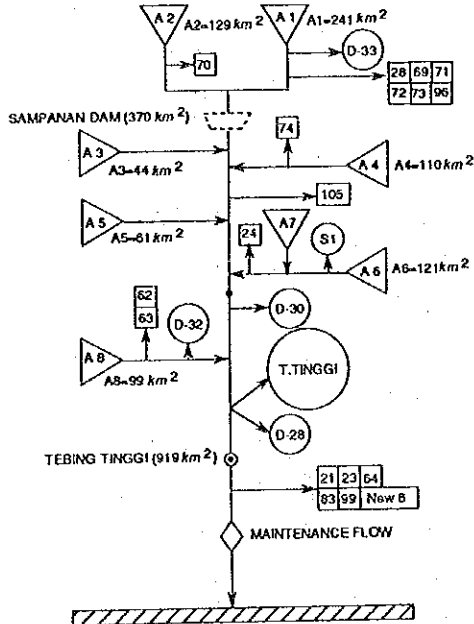 A 2
A 1
A2=129 km²
A1=241 km²
D-33
70
28 69 71
72 73 96
SAMPANAN DAM (370 km²)
74
A 3
A 4
A3=44 km²
A4=110 km²
105
A 5
A7
24
S1
A5=61 km²
A 6
A6=121 km²
62
63
D-32
D-30
A 8
T.TINGGI
A8=99 km²
D-28
TEBING TINGGI (919 km²)
21 23 64
83 99 New 6
MAINTENANCE FLOW